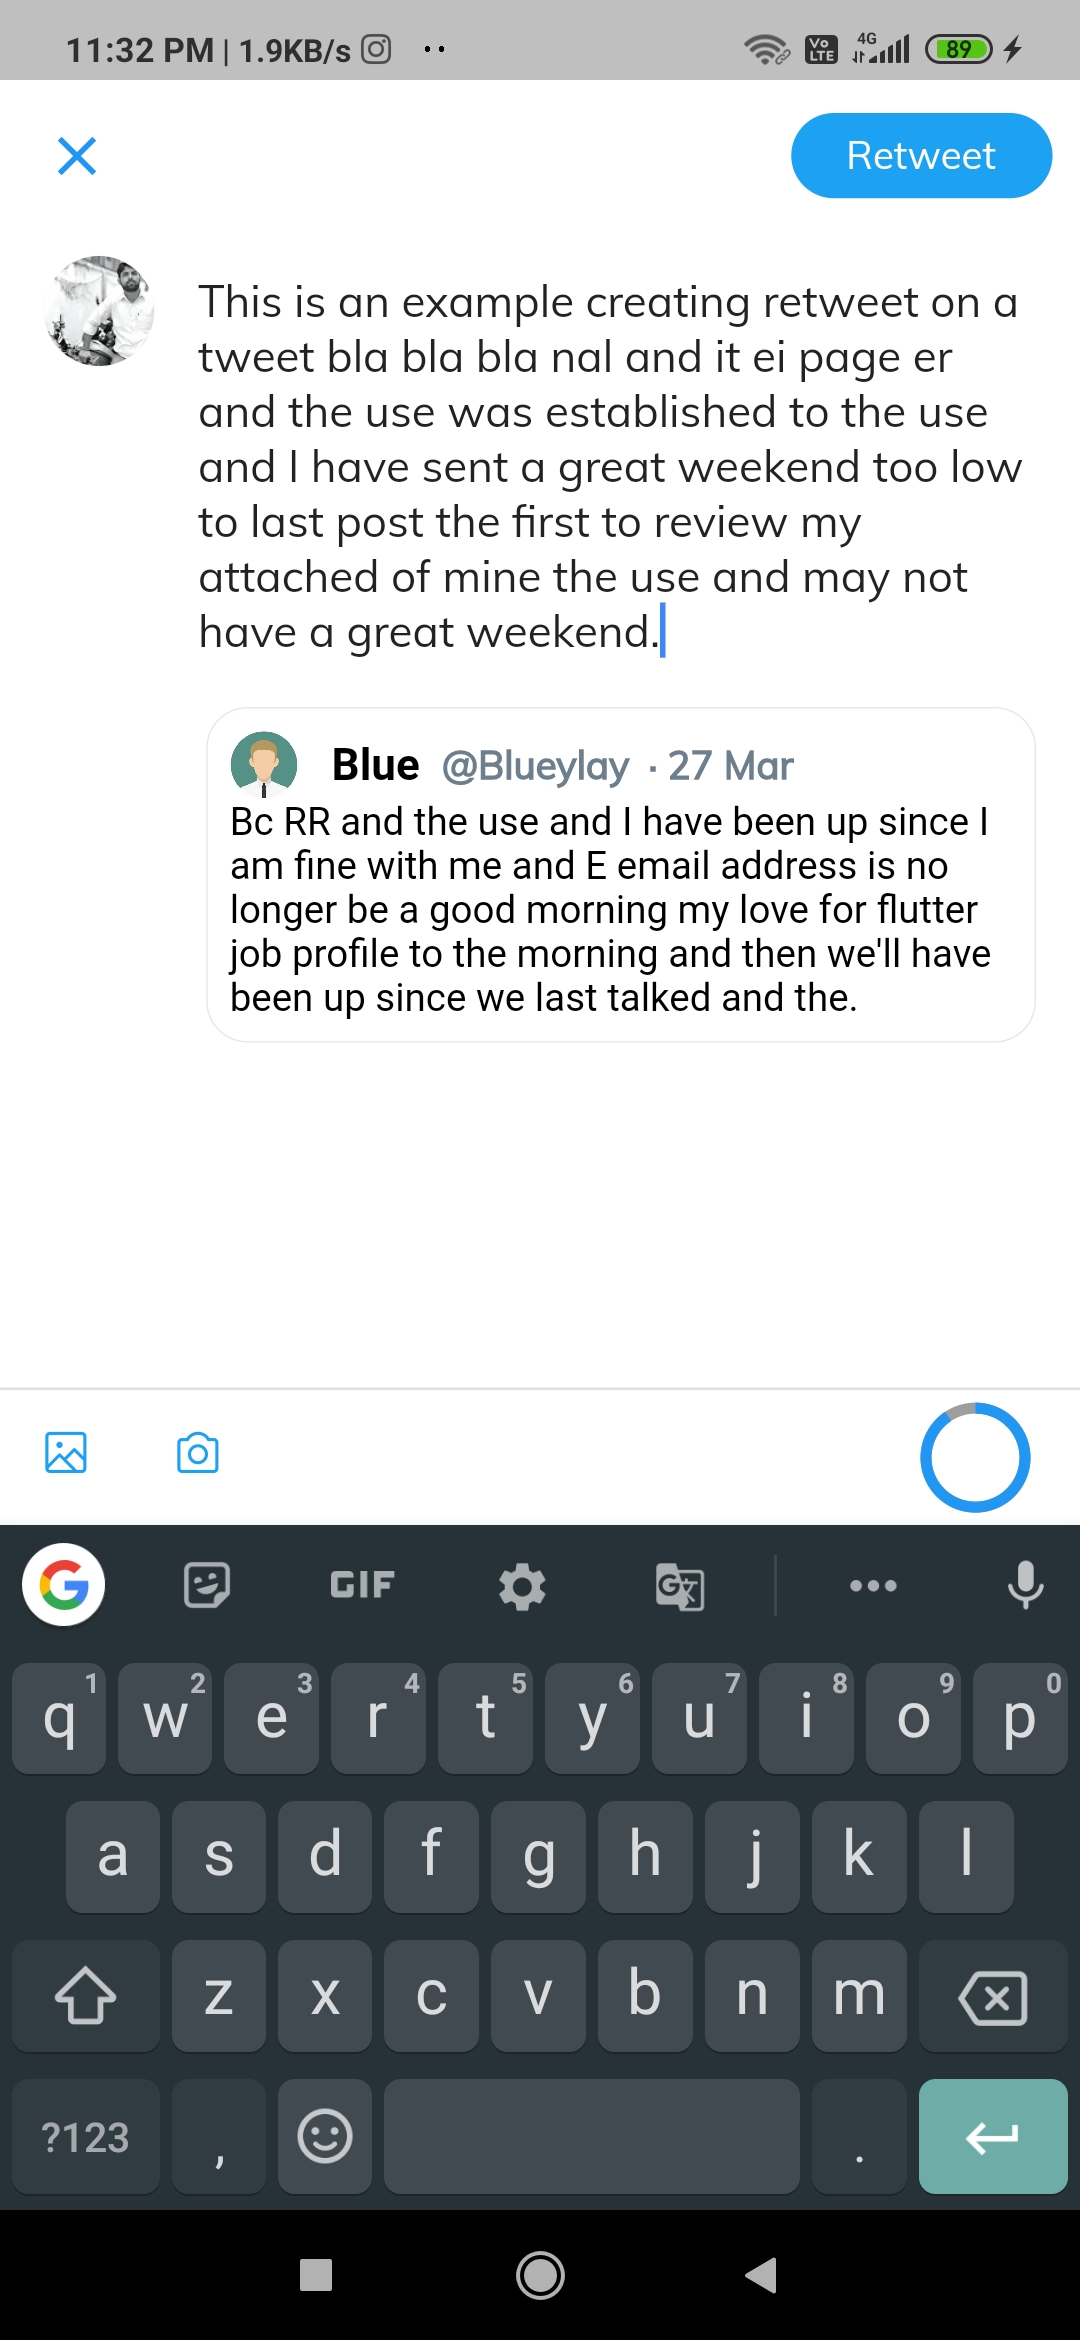 11:32 PM | 1.9KB/s
Vo LTE 4G 89
Retweet
This is an example creating retweet on a
tweet bla bla bla nal and it ei page er
and the use was established to the use
and I have sent a great weekend too low
to last post the first to review my
attached of mine the use and may not
have a great weekend.
Blue @Blueylay · 27 Mar
Bc RR and the use and I have been up since I
am fine with me and E email address is no
longer be a good morning my love for flutter
job profile to the morning and then we'll have
been up since we last talked and the.
G GIF G文
q 1 w 2 e 3 r 4 t 5 y 6 u 7 i 8 o 9 p 0
a s d f g h j k l
z x c v b n m
?123 , .